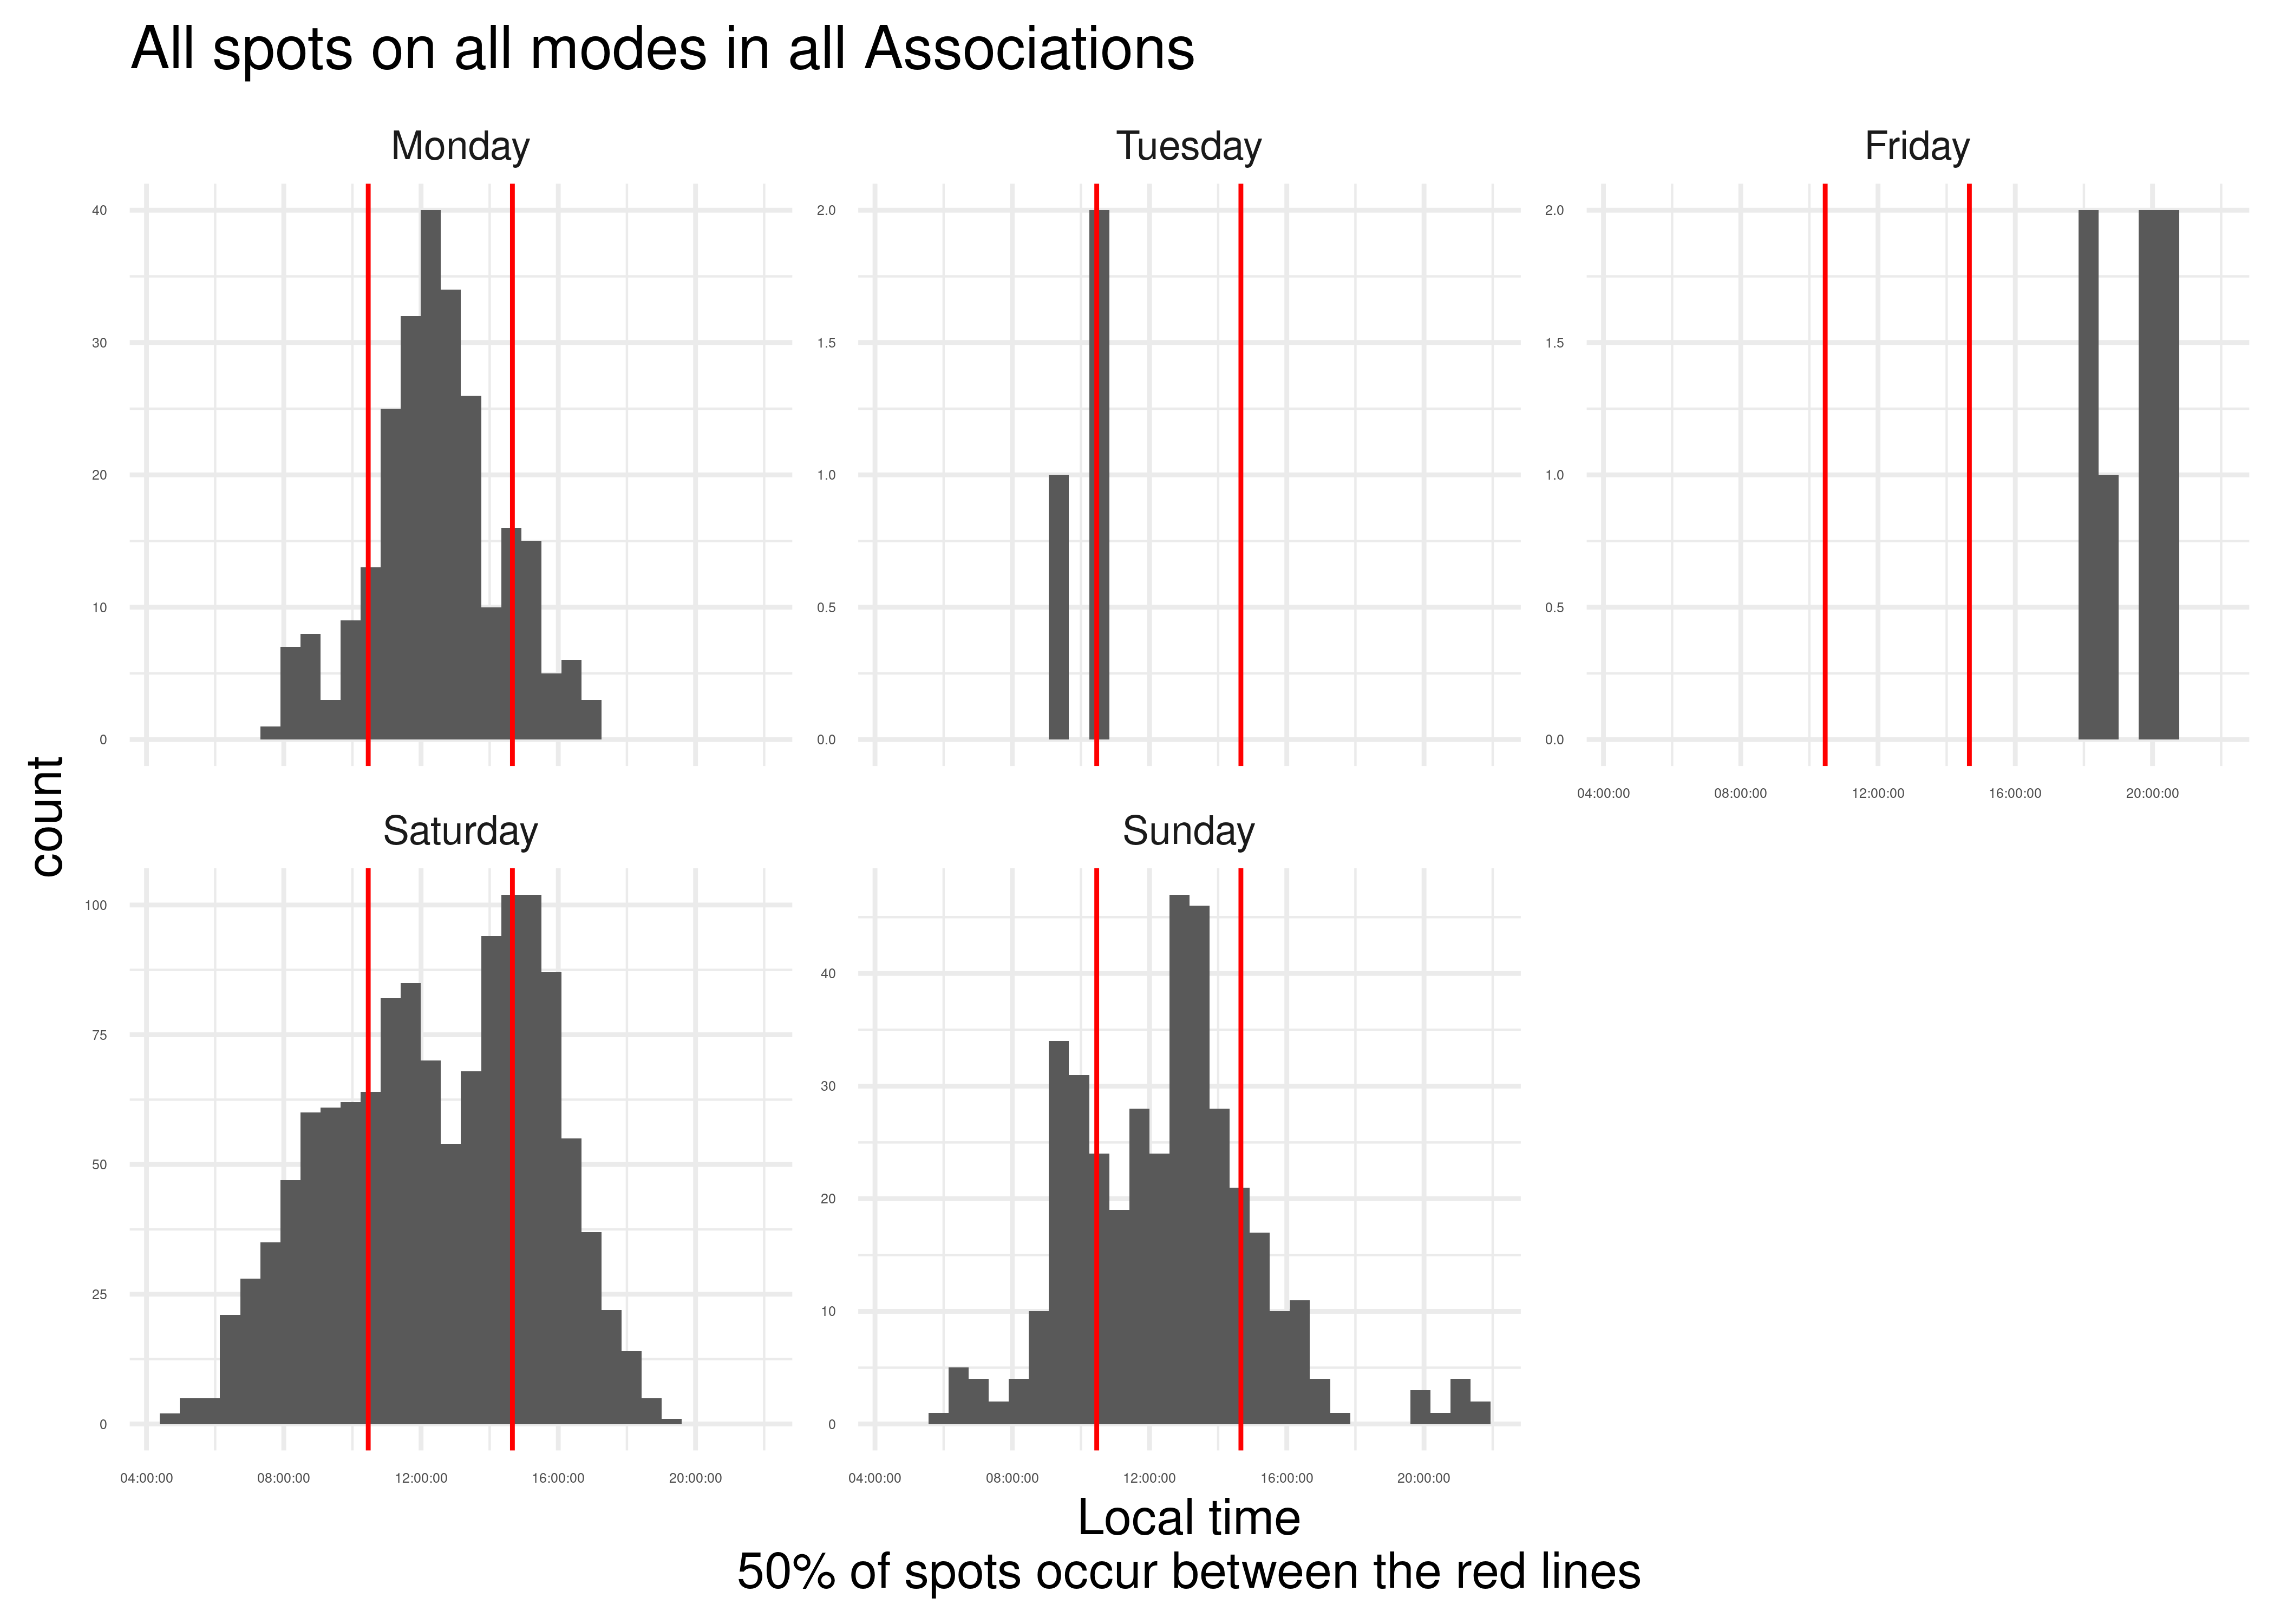 All spots on all modes in all Associations
Monday
Tuesday
Friday
40
30
20
10
0
2.0
1.5
1.0
0.5
0.0
2.0
1.5
1.0
0.5
0.0
04:00:00 08:00:00 12:00:00 16:00:00 20:00:00
count
Saturday
Sunday
100
75
50
25
0
40
30
20
10
0
04:00:00 08:00:00 12:00:00 16:00:00 20:00:00
04:00:00 08:00:00 12:00:00 16:00:00 20:00:00
Local time
50% of spots occur between the red lines